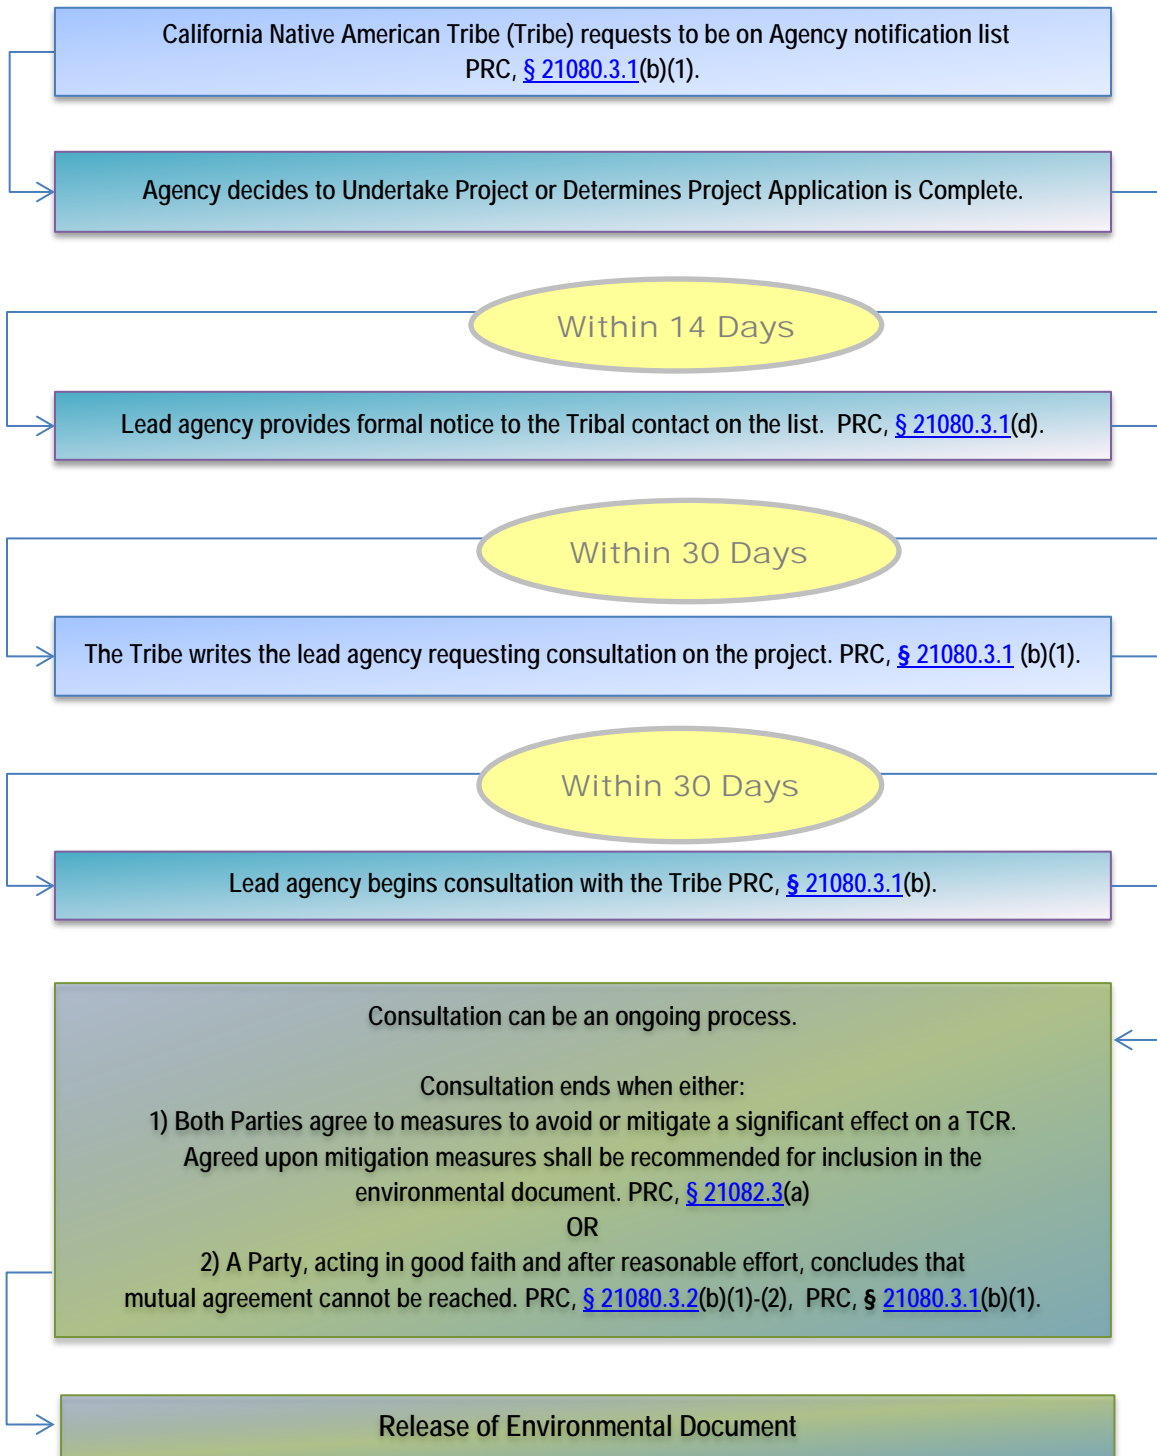 California Native American Tribe (Tribe) requests to be on Agency notification list
PRC, § 21080.3.1(b)(1).
Agency decides to Undertake Project or Determines Project Application is Complete.
Within 14 Days
Lead agency provides formal notice to the Tribal contact on the list.  PRC, § 21080.3.1(d).
Within 30 Days
The Tribe writes the lead agency requesting consultation on the project. PRC, § 21080.3.1 (b)(1).
Within 30 Days
Lead agency begins consultation with the Tribe PRC, § 21080.3.1(b).
Consultation can be an ongoing process.
Consultation ends when either:
1) Both Parties agree to measures to avoid or mitigate a significant effect on a TCR.
Agreed upon mitigation measures shall be recommended for inclusion in the
environmental document. PRC, § 21082.3(a)
OR
2) A Party, acting in good faith and after reasonable effort, concludes that
mutual agreement cannot be reached. PRC, § 21080.3.2(b)(1)-(2),  PRC, § 21080.3.1(b)(1).
Release of Environmental Document